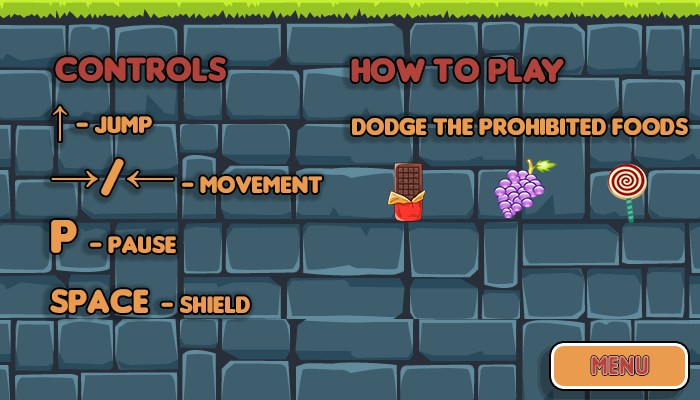 CONTROLS
↑ - JUMP
→/← - MOVEMENT
P - PAUSE
SPACE - SHIELD
HOW TO PLAY
DODGE THE PROHIBITED FOODS
MENU